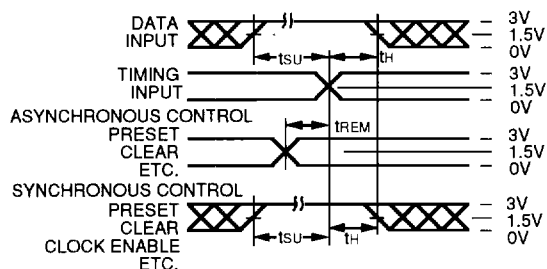 DATA
INPUT
3V
1.5V
0V
tSU
tH
TIMING
INPUT
3V
1.5V
0V
ASYNCHRONOUS CONTROL
PRESET
CLEAR
ETC.
tREM
3V
1.5V
0V
SYNCHRONOUS CONTROL
PRESET
CLEAR
CLOCK ENABLE
ETC.
tSU
tH
3V
1.5V
0V